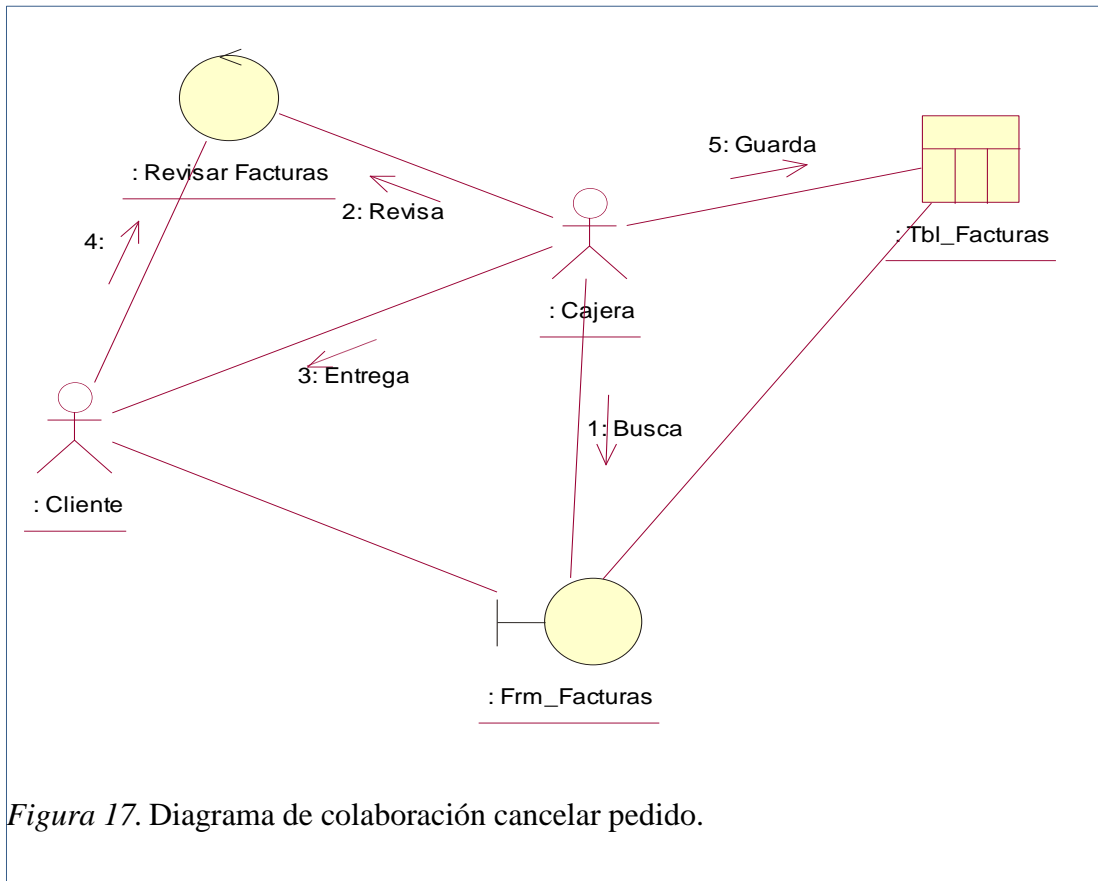 : Revisar Facturas
5: Guarda
2: Revisa
4:
: Tbl_Facturas
: Cajera
3: Entrega
1: Busca
: Cliente
: Frm_Facturas
Figura 17. Diagrama de colaboración cancelar pedido.